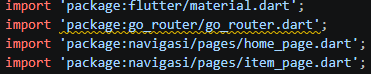 import 'package:flutter/material.dart';
import 'package:go_router/go_router.dart';
import 'package:navigasi/pages/home_page.dart';
import 'package:navigasi/pages/item_page.dart';